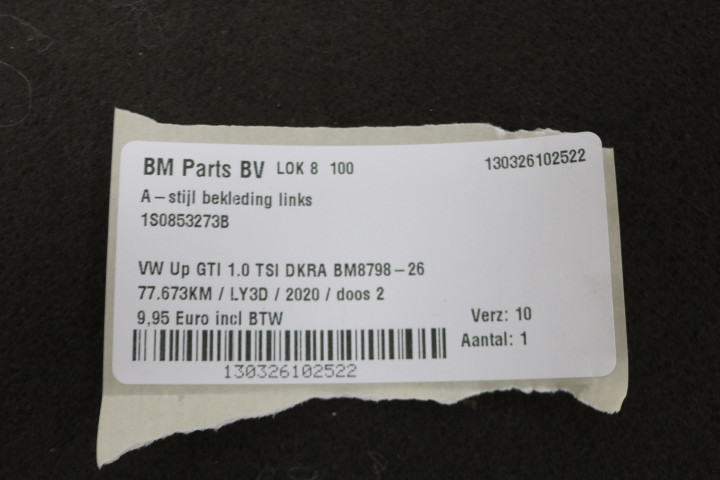 BM Parts BV LOK 8 100 130326102522
A-stijl bekleding links
1S0853273B
VW Up GTI 1.0 TSI DKRA BM8798-26
77.673KM / LY3D / 2020 / doos 2
9,95 Euro incl BTW Verz: 10
Aantal: 1
130326102522